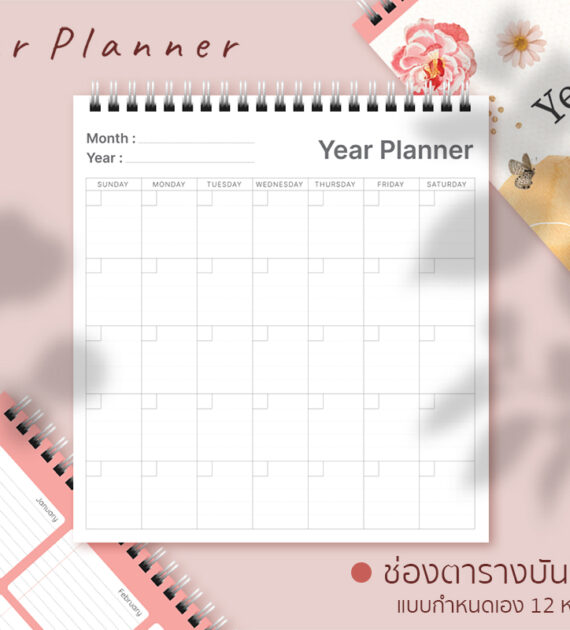 r Planner
Ye
Month :
Year :
Year Planner
SUNDAY MONDAY TUESDAY WEDNESDAY THURSDAY FRIDAY SATURDAY
January
February
ช่องตารางบัน
แบบกำหนดเอง 12 ห